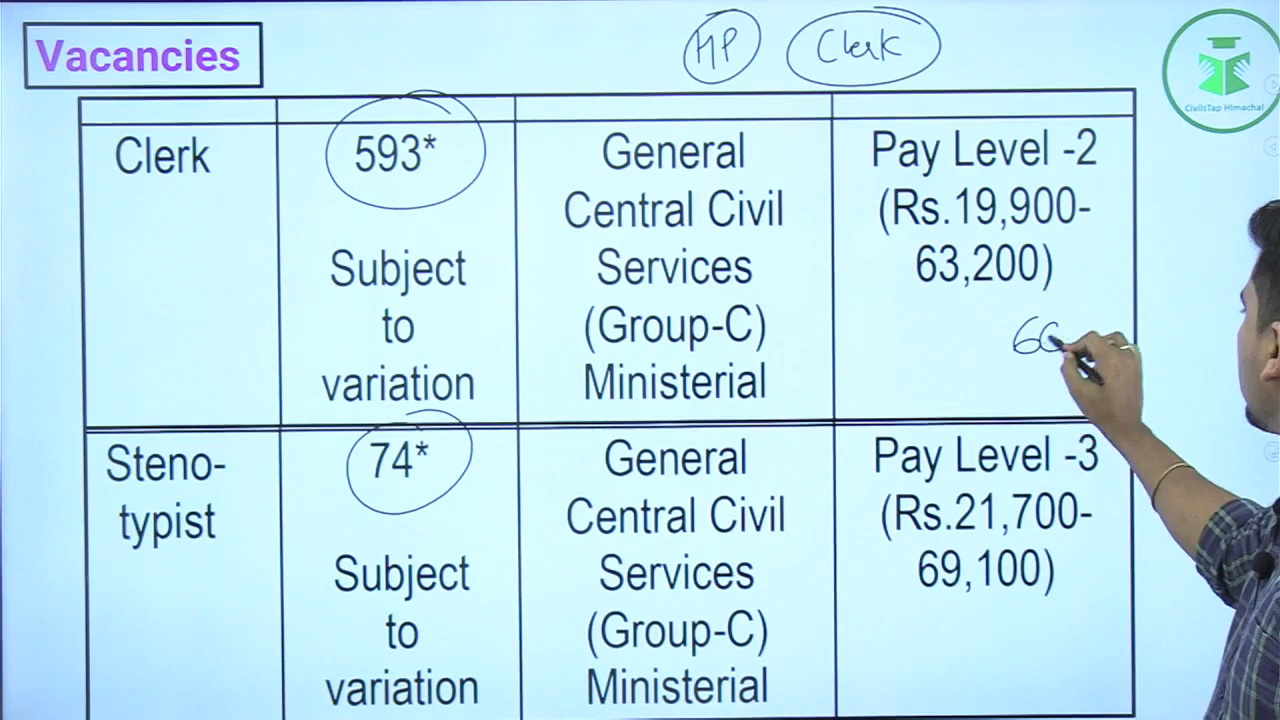 Vacancies
HP Clerk
CivilsTap Himachal
Clerk
593*
Subject
to
variation
General
Central Civil
Services
(Group-C)
Ministerial
Pay Level -2
(Rs.19,900-
63,200)
Steno-
typist
74*
Subject
to
variation
General
Central Civil
Services
(Group-C)
Ministerial
Pay Level -3
(Rs.21,700-
69,100)